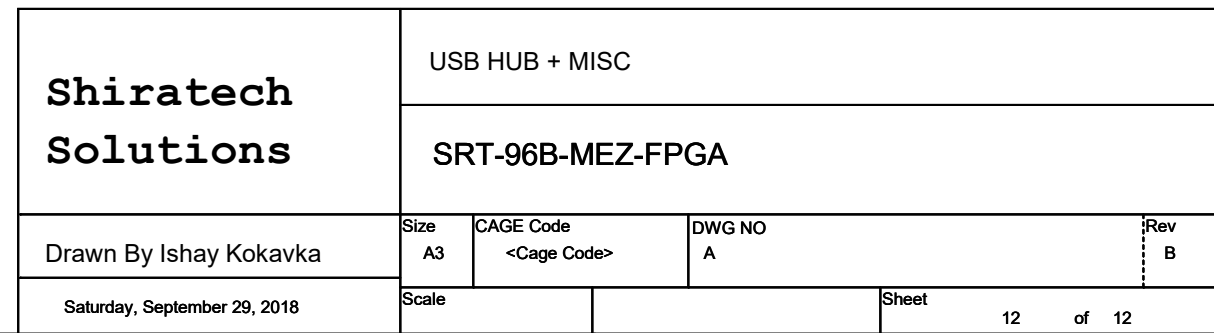 Shiratech
Solutions
USB HUB + MISC
SRT-96B-MEZ-FPGA
Drawn By Ishay Kokavka
Size
A3
CAGE Code
<Cage Code>
DWG NO
A
Rev
B
Saturday, September 29, 2018
Scale
Sheet
12 of 12